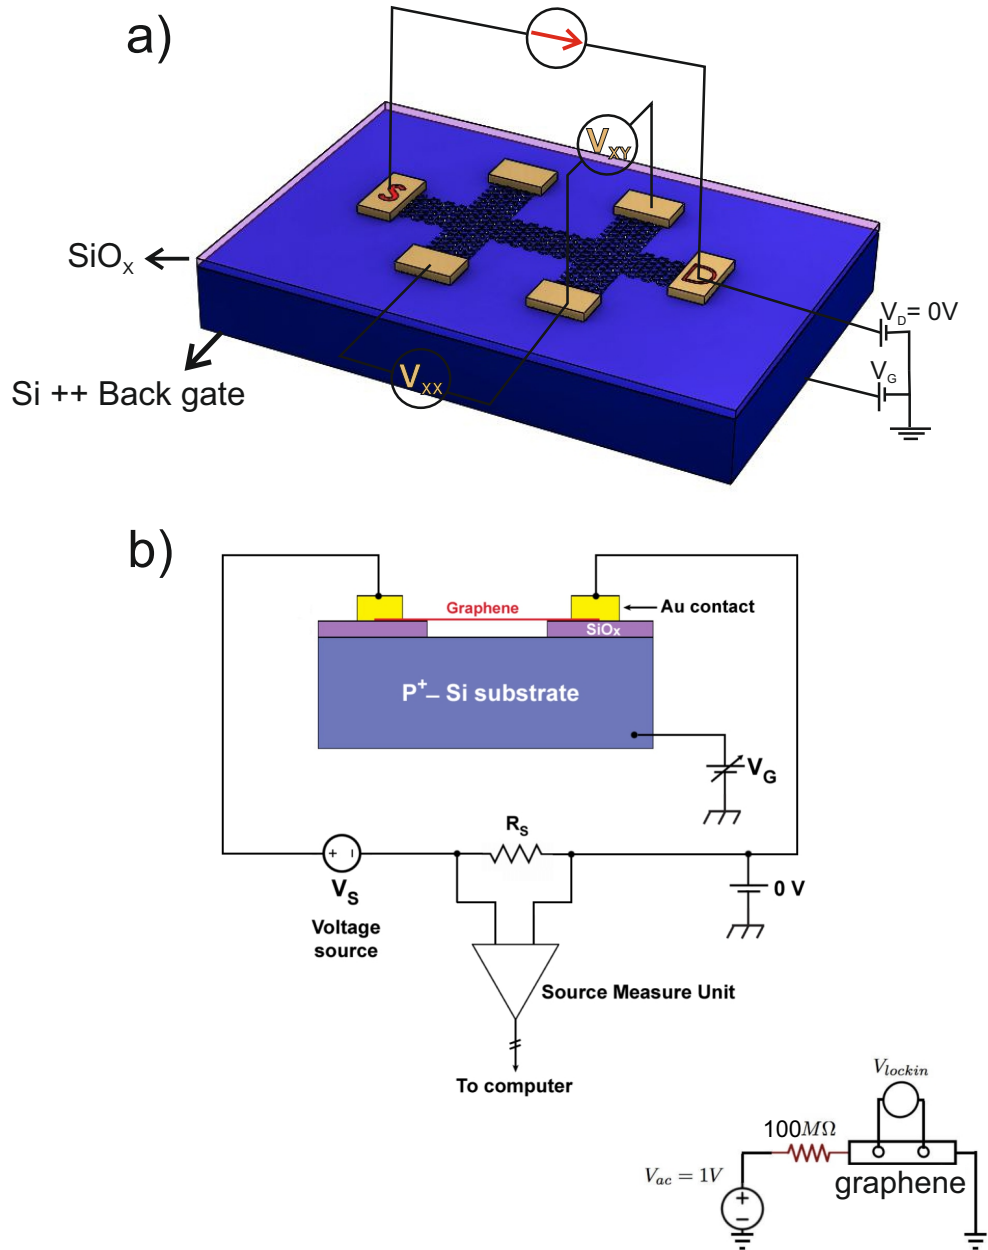 a)
V_XY
S
D
SiO_x
V_D= 0V
V_G
V_XX
Si ++ Back gate
b)
Graphene
Au contact
SiOx
P^+– Si substrate
V_G
R_S
+ -
V_S
0 V
Voltage
source
Source Measure Unit
To computer
V_lockin
100MΩ
V_ac = 1V
graphene
+
−